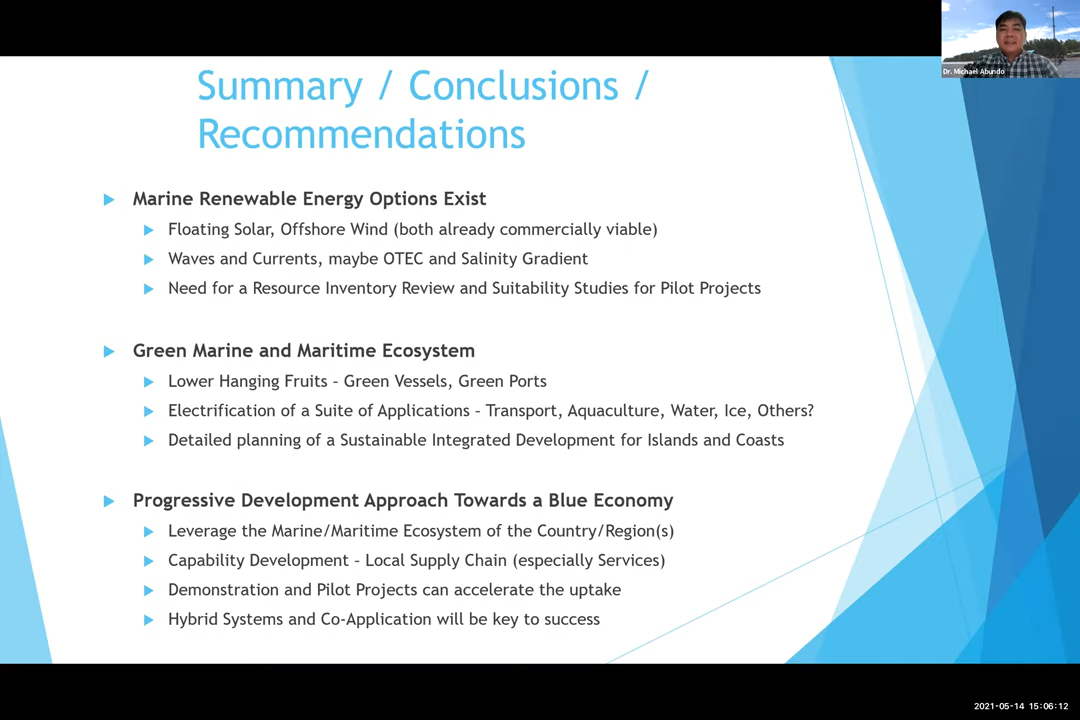 Dr. Michael Abundo
Summary / Conclusions /
Recommendations
Marine Renewable Energy Options Exist
Floating Solar, Offshore Wind (both already commercially viable)
Waves and Currents, maybe OTEC and Salinity Gradient
Need for a Resource Inventory Review and Suitability Studies for Pilot Projects
Green Marine and Maritime Ecosystem
Lower Hanging Fruits – Green Vessels, Green Ports
Electrification of a Suite of Applications – Transport, Aquaculture, Water, Ice, Others?
Detailed planning of a Sustainable Integrated Development for Islands and Coasts
Progressive Development Approach Towards a Blue Economy
Leverage the Marine/Maritime Ecosystem of the Country/Region(s)
Capability Development – Local Supply Chain (especially Services)
Demonstration and Pilot Projects can accelerate the uptake
Hybrid Systems and Co-Application will be key to success
2021-05-14 15:06:12